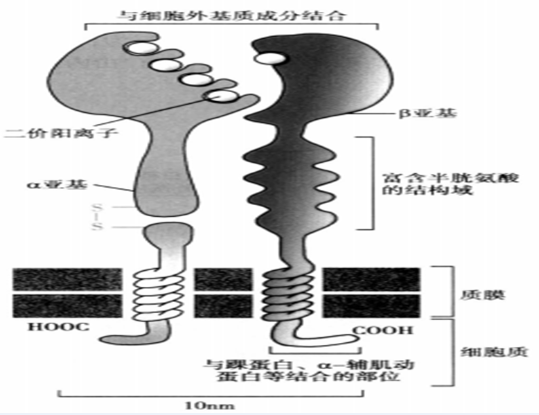 与细胞外基质成分结合
二价阳离子
β亚基
α亚基
富含半胱氨酸
的结构域
S
S
质膜
HOOC
COOH
细胞质
与踝蛋白、α-辅肌动
蛋白等结合的部位
10nm